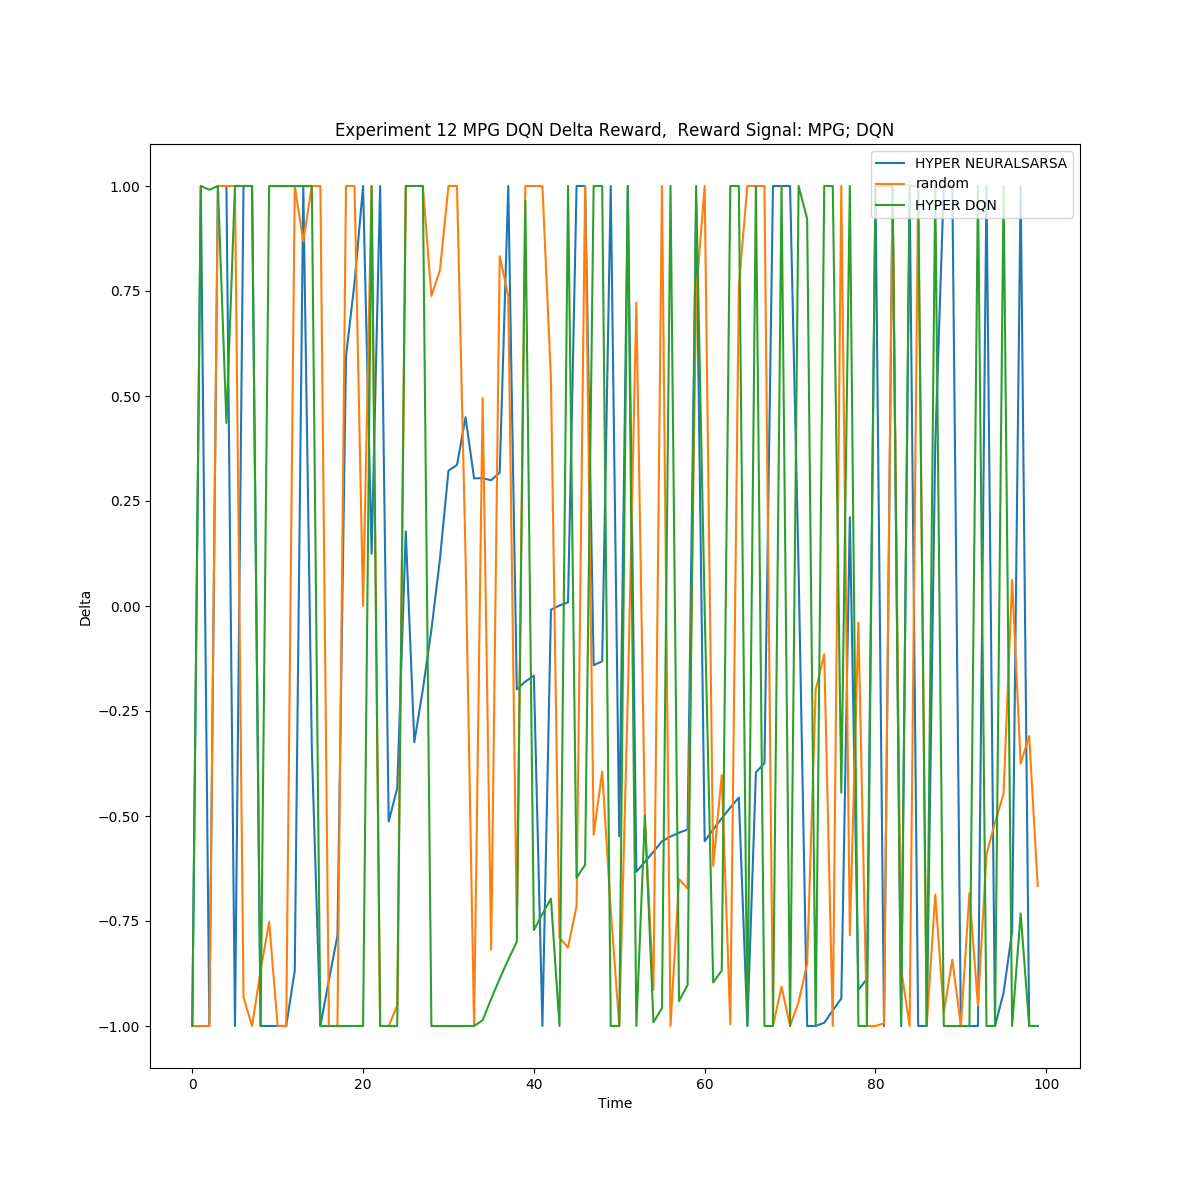 Experiment 12 MPG DQN Delta Reward,  Reward Signal: MPG; DQN
HYPER NEURALSARSA
random
HYPER DQN
1.00
0.75
0.50
0.25
0.00
−0.25
−0.50
−0.75
−1.00
Delta
0 20 40 60 80 100
Time